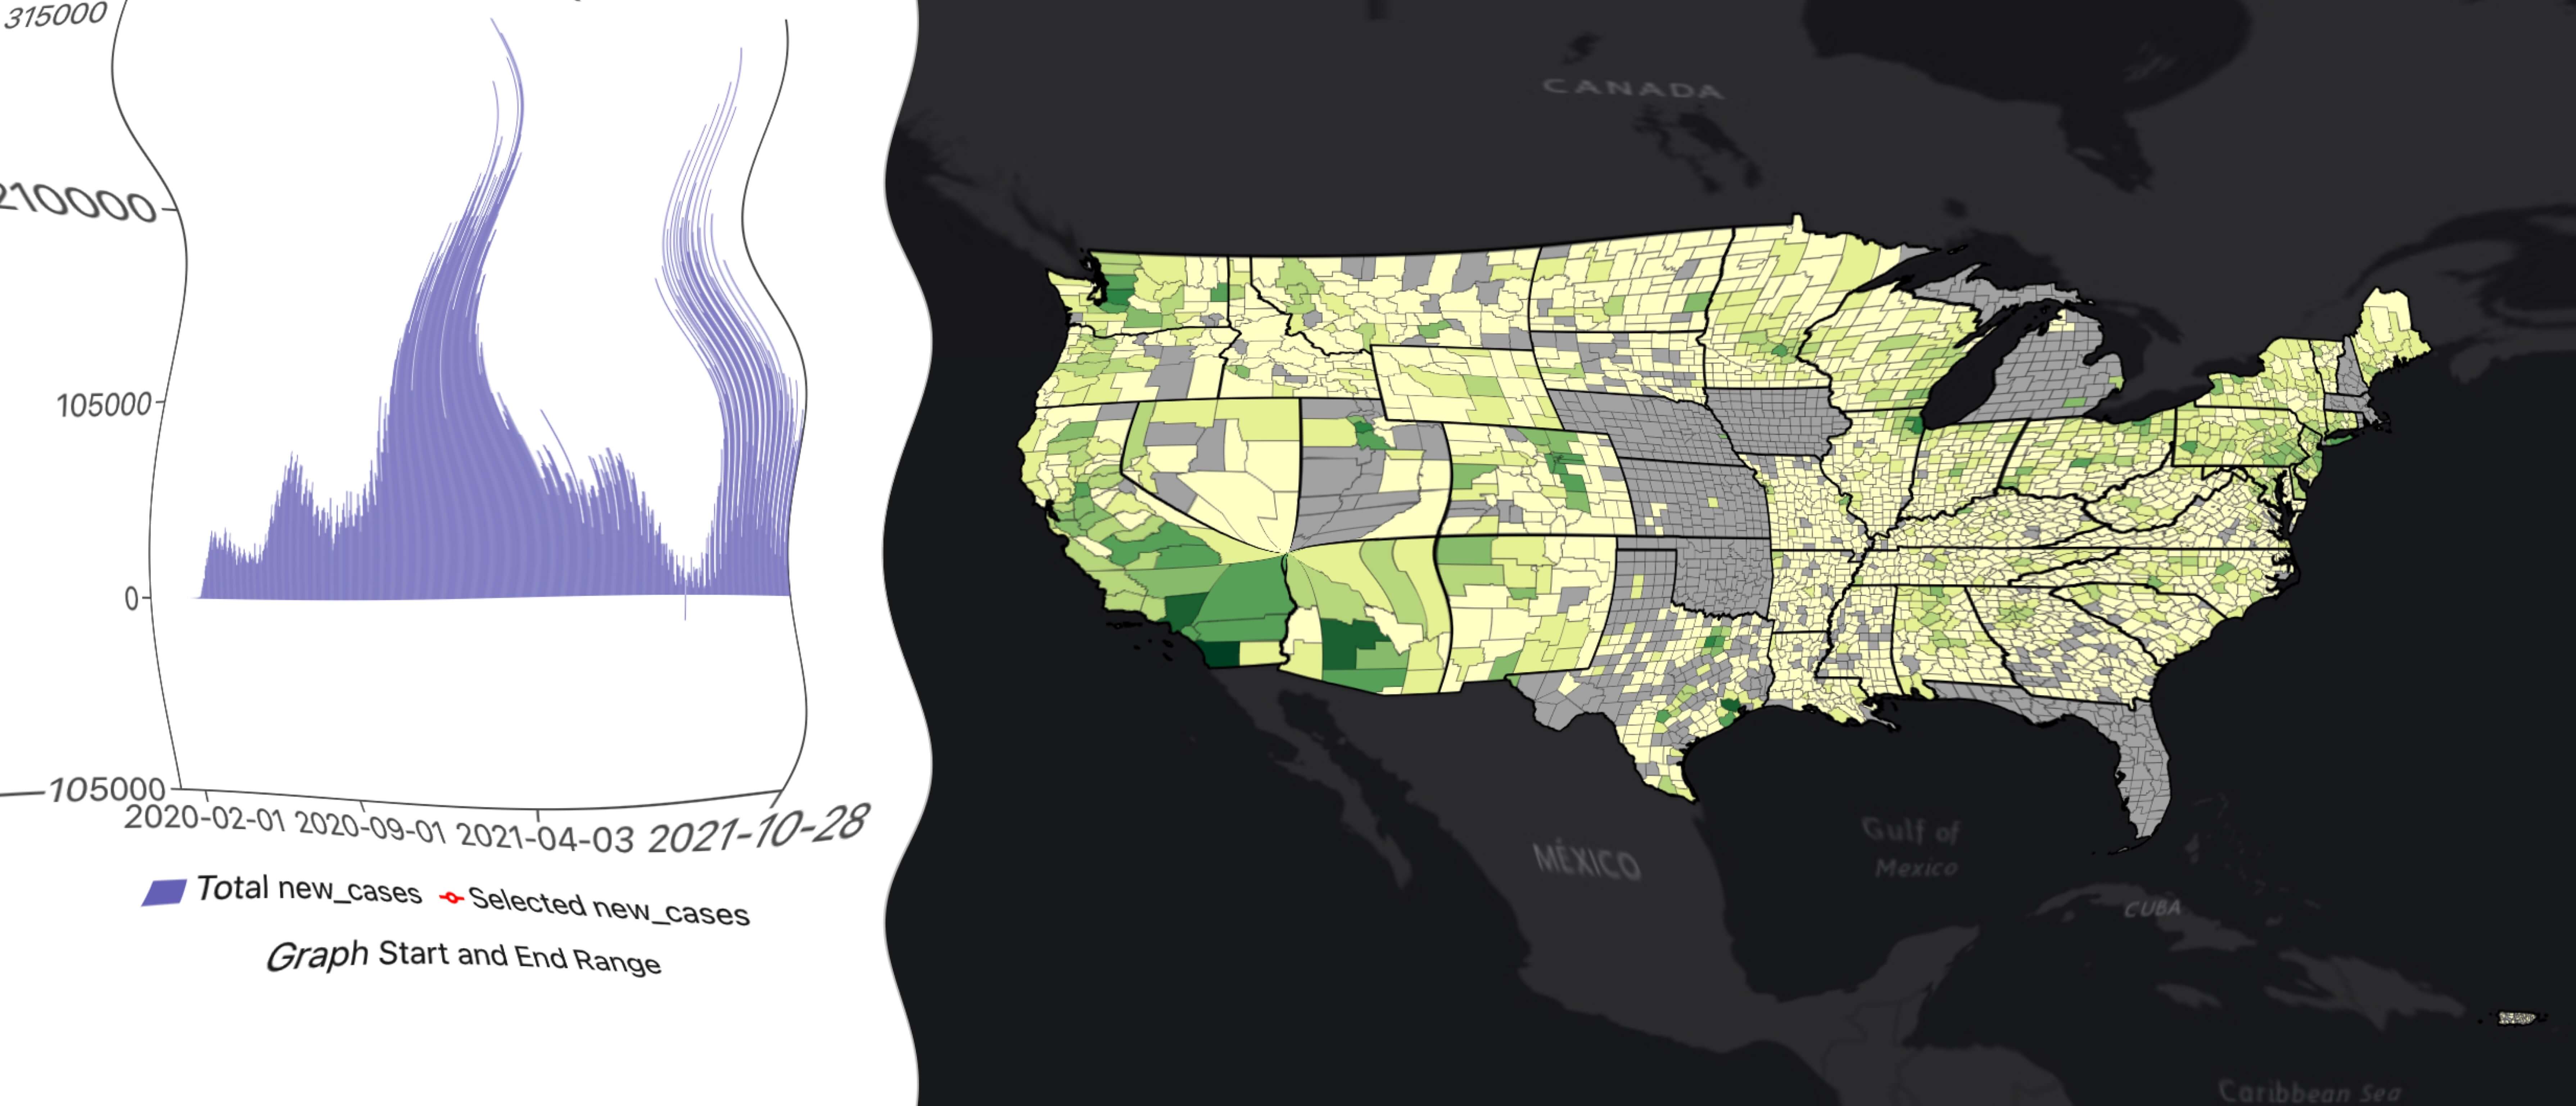 315000
210000
105000
0
-105000
2020-02-01 2020-09-01 2021-04-03 2021-10-28
Total new_cases Selected new_cases
Graph Start and End Range
CANADA
MÉXICO
Gulf of
Mexico
CUBA
Caribbean Sea